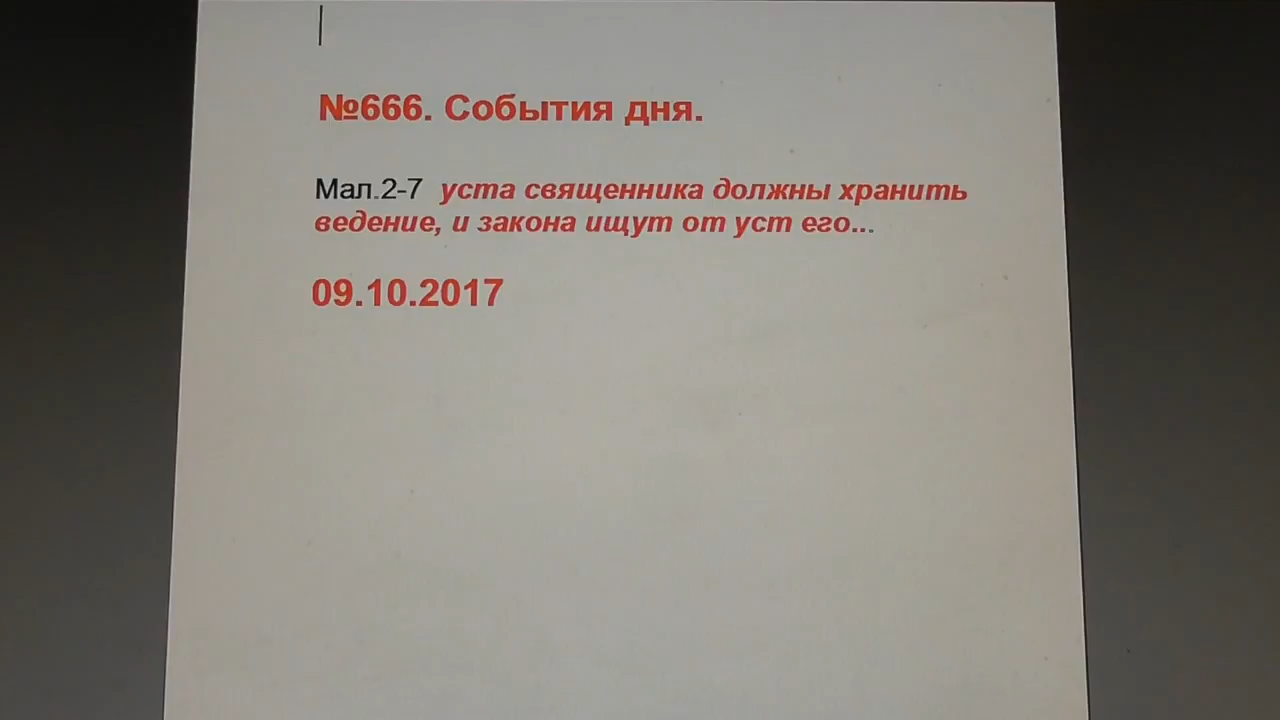 №666. События дня.
Мал.2-7 уста священника должны хранить
ведение, и закона ищут от уст его...
09.10.2017